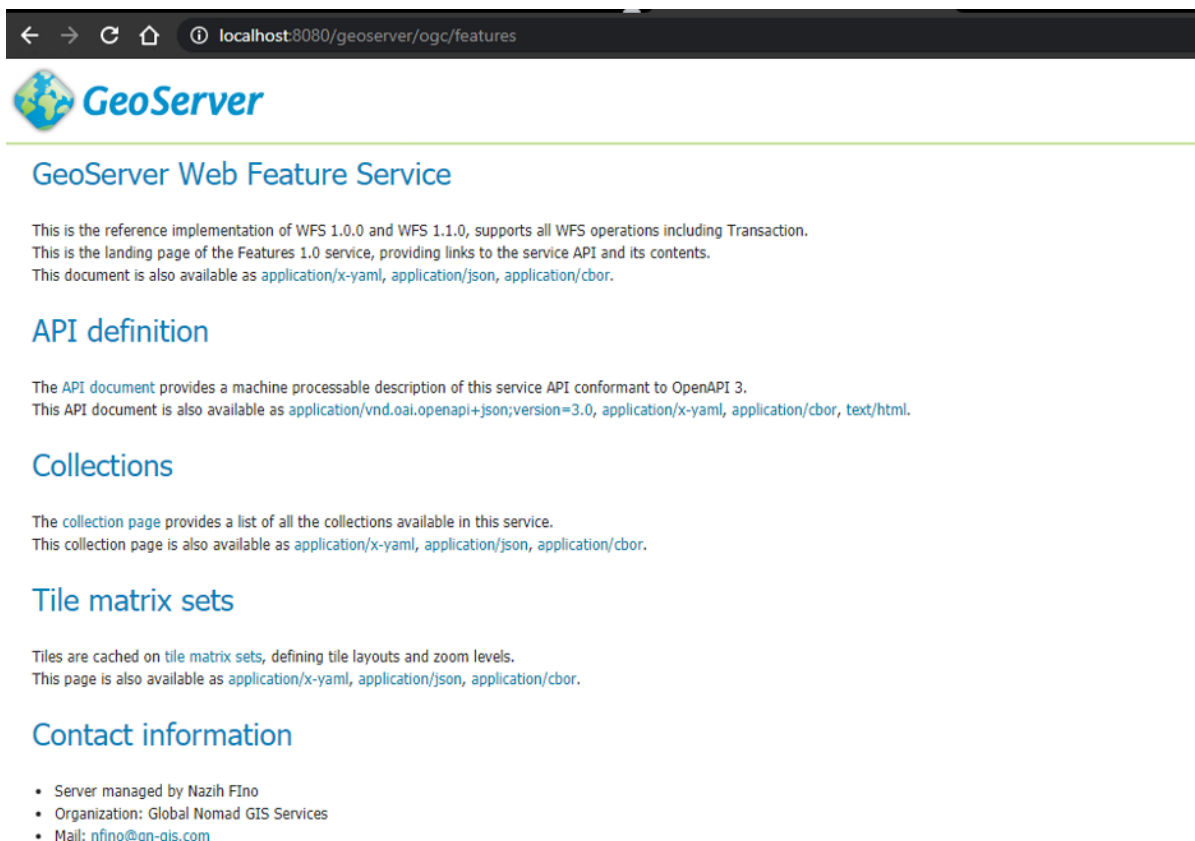 localhost:8080/geoserver/ogc/features
GeoServer
GeoServer Web Feature Service
This is the reference implementation of WFS 1.0.0 and WFS 1.1.0, supports all WFS operations including Transaction.
This is the landing page of the Features 1.0 service, providing links to the service API and its contents.
This document is also available as application/x-yaml, application/json, application/cbor.
API definition
The API document provides a machine processable description of this service API conformant to OpenAPI 3.
This API document is also available as application/vnd.oai.openapi+json;version=3.0, application/x-yaml, application/cbor, text/html.
Collections
The collection page provides a list of all the collections available in this service.
This collection page is also available as application/x-yaml, application/json, application/cbor.
Tile matrix sets
Tiles are cached on tile matrix sets, defining tile layouts and zoom levels.
This page is also available as application/x-yaml, application/json, application/cbor.
Contact information
• Server managed by Nazih FIno
• Organization: Global Nomad GIS Services
• Mail: nfino@gn-gis.com